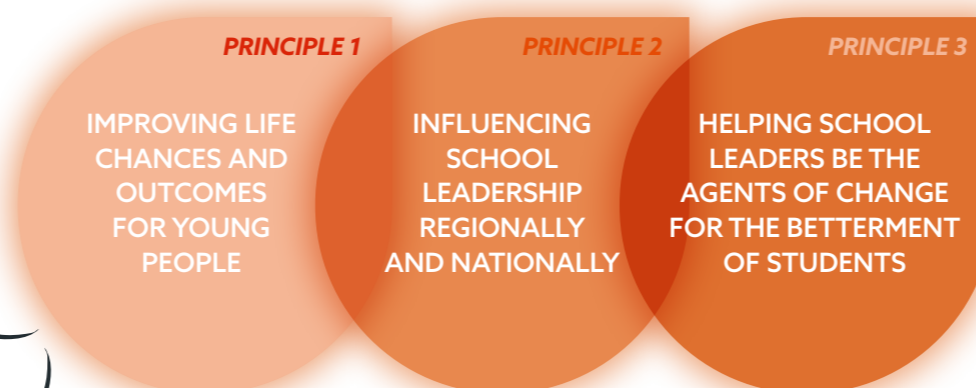 PRINCIPLE 1
IMPROVING LIFE
CHANCES AND
OUTCOMES
FOR YOUNG
PEOPLE
PRINCIPLE 2
INFLUENCING
SCHOOL
LEADERSHIP
REGIONALLY
AND NATIONALLY
PRINCIPLE 3
HELPING SCHOOL
LEADERS BE THE
AGENTS OF CHANGE
FOR THE BETTERMENT
OF STUDENTS